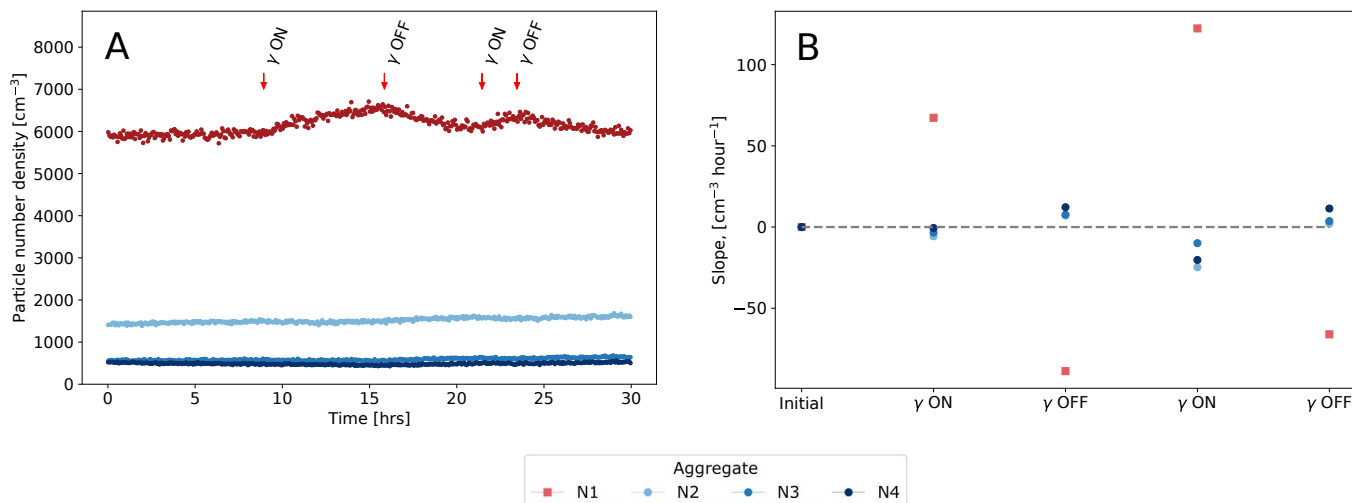 A
γ ON
γ OFF
γ ON
γ OFF
Particle number density [cm⁻³]
8000
7000
6000
5000
4000
3000
2000
1000
0
0 5 10 15 20 25 30
Time [hrs]
B
Slope, [cm⁻³ hour⁻¹]
100
50
0
−50
Initial γ ON γ OFF γ ON γ OFF
Aggregate
N1 N2 N3 N4